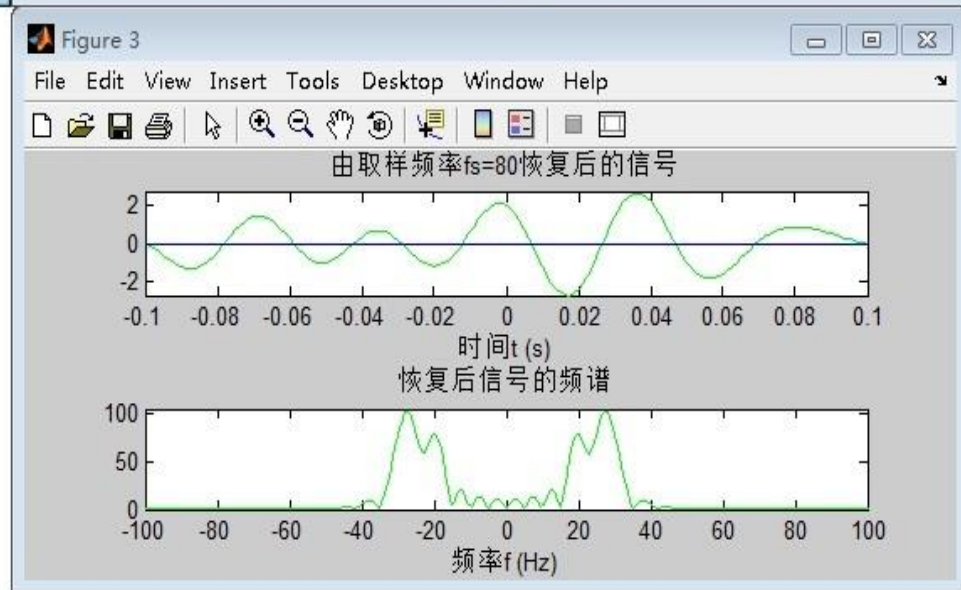 Figure 3
File Edit View Insert Tools Desktop Window Help
由取样频率fs=80恢复后的信号
2
0
-2
-0.1 -0.08 -0.06 -0.04 -0.02 0 0.02 0.04 0.06 0.08 0.1
时间t (s)
恢复后信号的频谱
100
50
0
-100 -80 -60 -40 -20 0 20 40 60 80 100
频率f (Hz)